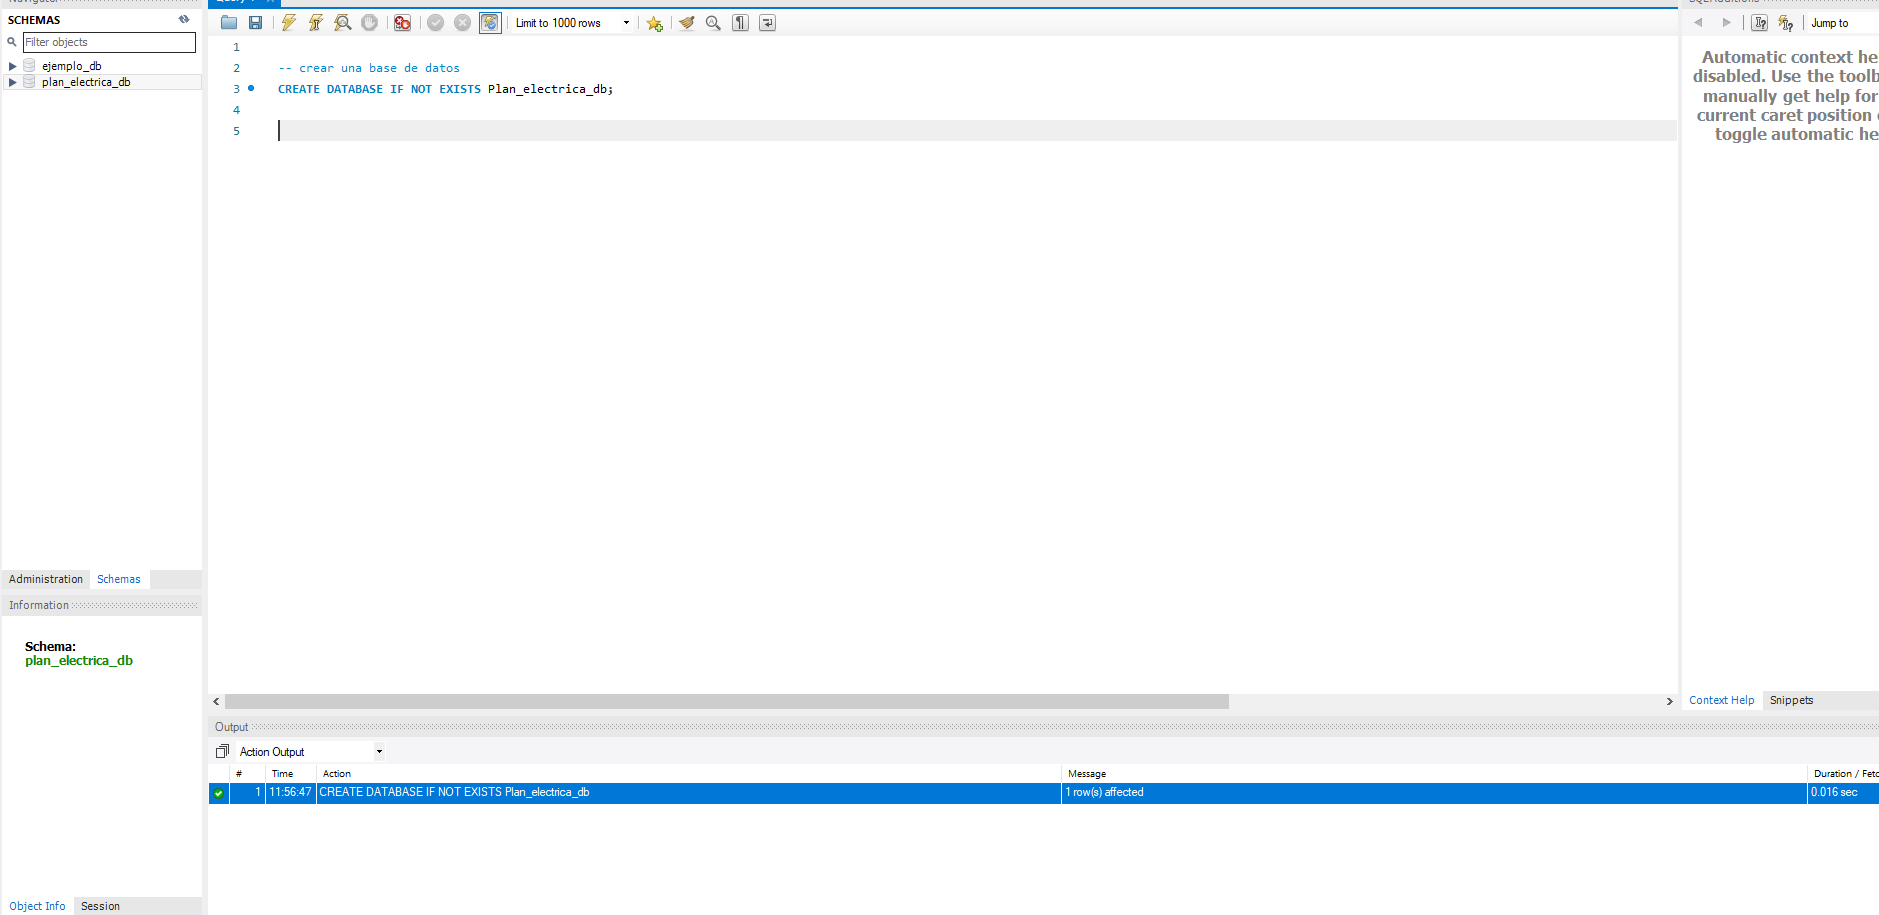 SCHEMAS
Filter objects
ejemplo_db
plan_electrica_db
Administration Schemas
Information
Schema:
plan_electrica_db
Object Info Session
Limit to 1000 rows
1
2 -- crear una base de datos
3 CREATE DATABASE IF NOT EXISTS Plan_electrica_db;
4
5
Output
Action Output
# Time Action Message Duration / Fetc
1 11:56:47 CREATE DATABASE IF NOT EXISTS Plan_electrica_db 1 row(s) affected 0.016 sec
Jump to
Automatic context he
disabled. Use the toolb
manually get help for
current caret position
toggle automatic he
Context Help Snippets